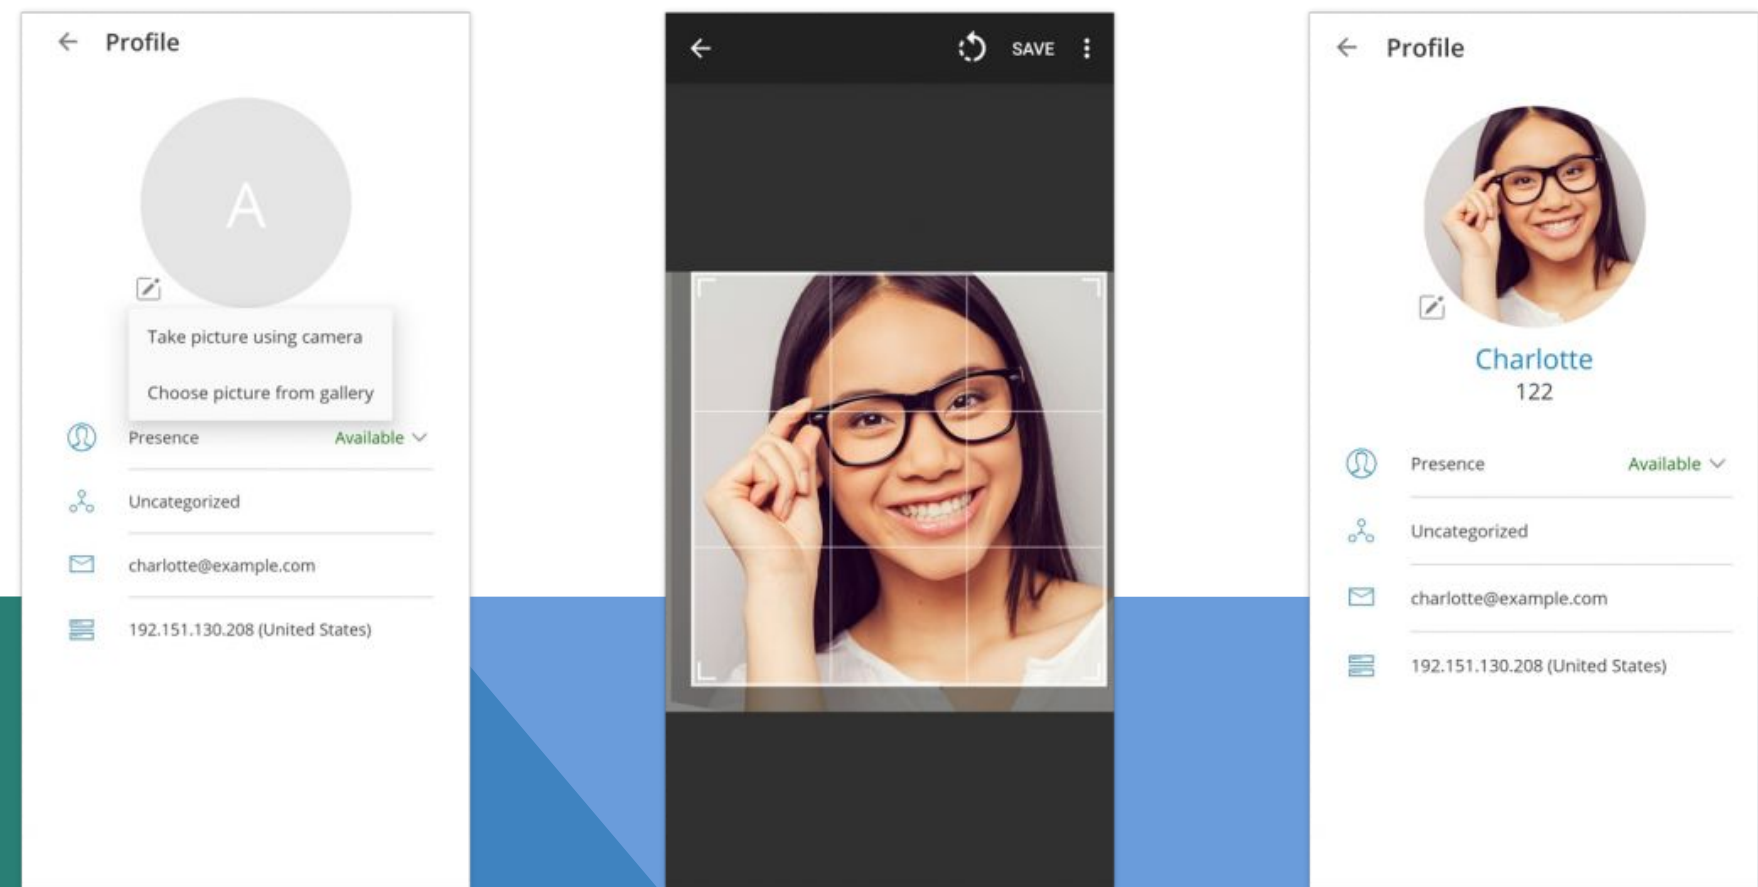 Profile
A
Take picture using camera
Choose picture from gallery
Presence Available
Uncategorized
charlotte@example.com
192.151.130.208 (United States)
SAVE
Profile
Charlotte
122
Presence Available
Uncategorized
charlotte@example.com
192.151.130.208 (United States)